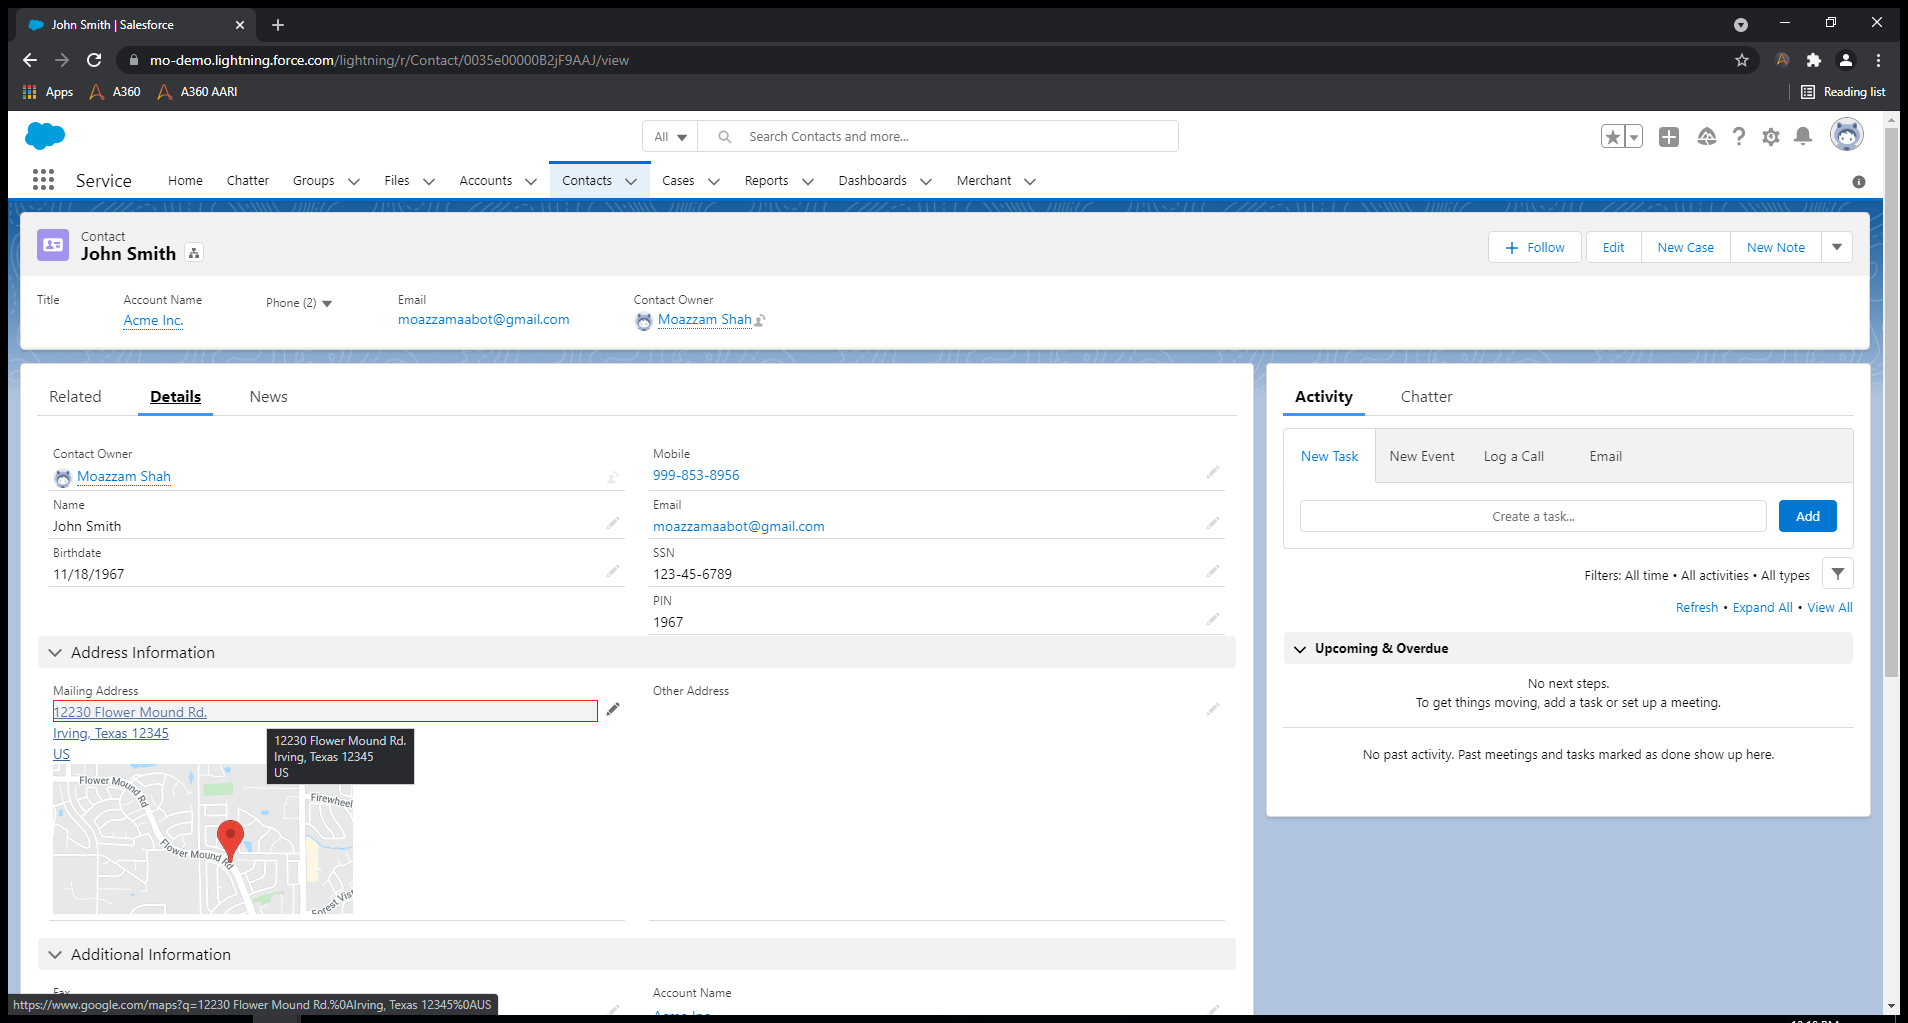 John Smith | Salesforce
mo-demo.lightning.force.com/lightning/r/Contact/0035e00000B2jF9AAJ/view
Apps A360 A360 AARI Reading list
All Search Contacts and more...
Service Home Chatter Groups Files Accounts Contacts Cases Reports Dashboards Merchant
Contact
John Smith
+ Follow Edit New Case New Note
Title Account Name Phone (2) Email Contact Owner
Acme Inc. moazzamaabot@gmail.com Moazzam Shah
Related Details News
Contact Owner Mobile
Moazzam Shah 999-853-8956
Name Email
John Smith moazzamaabot@gmail.com
Birthdate SSN
11/18/1967 123-45-6789
PIN
1967
Address Information
Mailing Address Other Address
12230 Flower Mound Rd.
Irving, Texas 12345
US
12230 Flower Mound Rd.
Irving, Texas 12345
US
Flower Mound Rd
Firewheel
Flower Mound Rd
Forest Vist
Additional Information
Fax Account Name
Acme Inc.
https://www.google.com/maps?q=12230 Flower Mound Rd.%0AIrving, Texas 12345%0AUS
Activity Chatter
New Task New Event Log a Call Email
Create a task... Add
Filters: All time • All activities • All types
Refresh • Expand All • View All
Upcoming & Overdue
No next steps.
To get things moving, add a task or set up a meeting.
No past activity. Past meetings and tasks marked as done show up here.